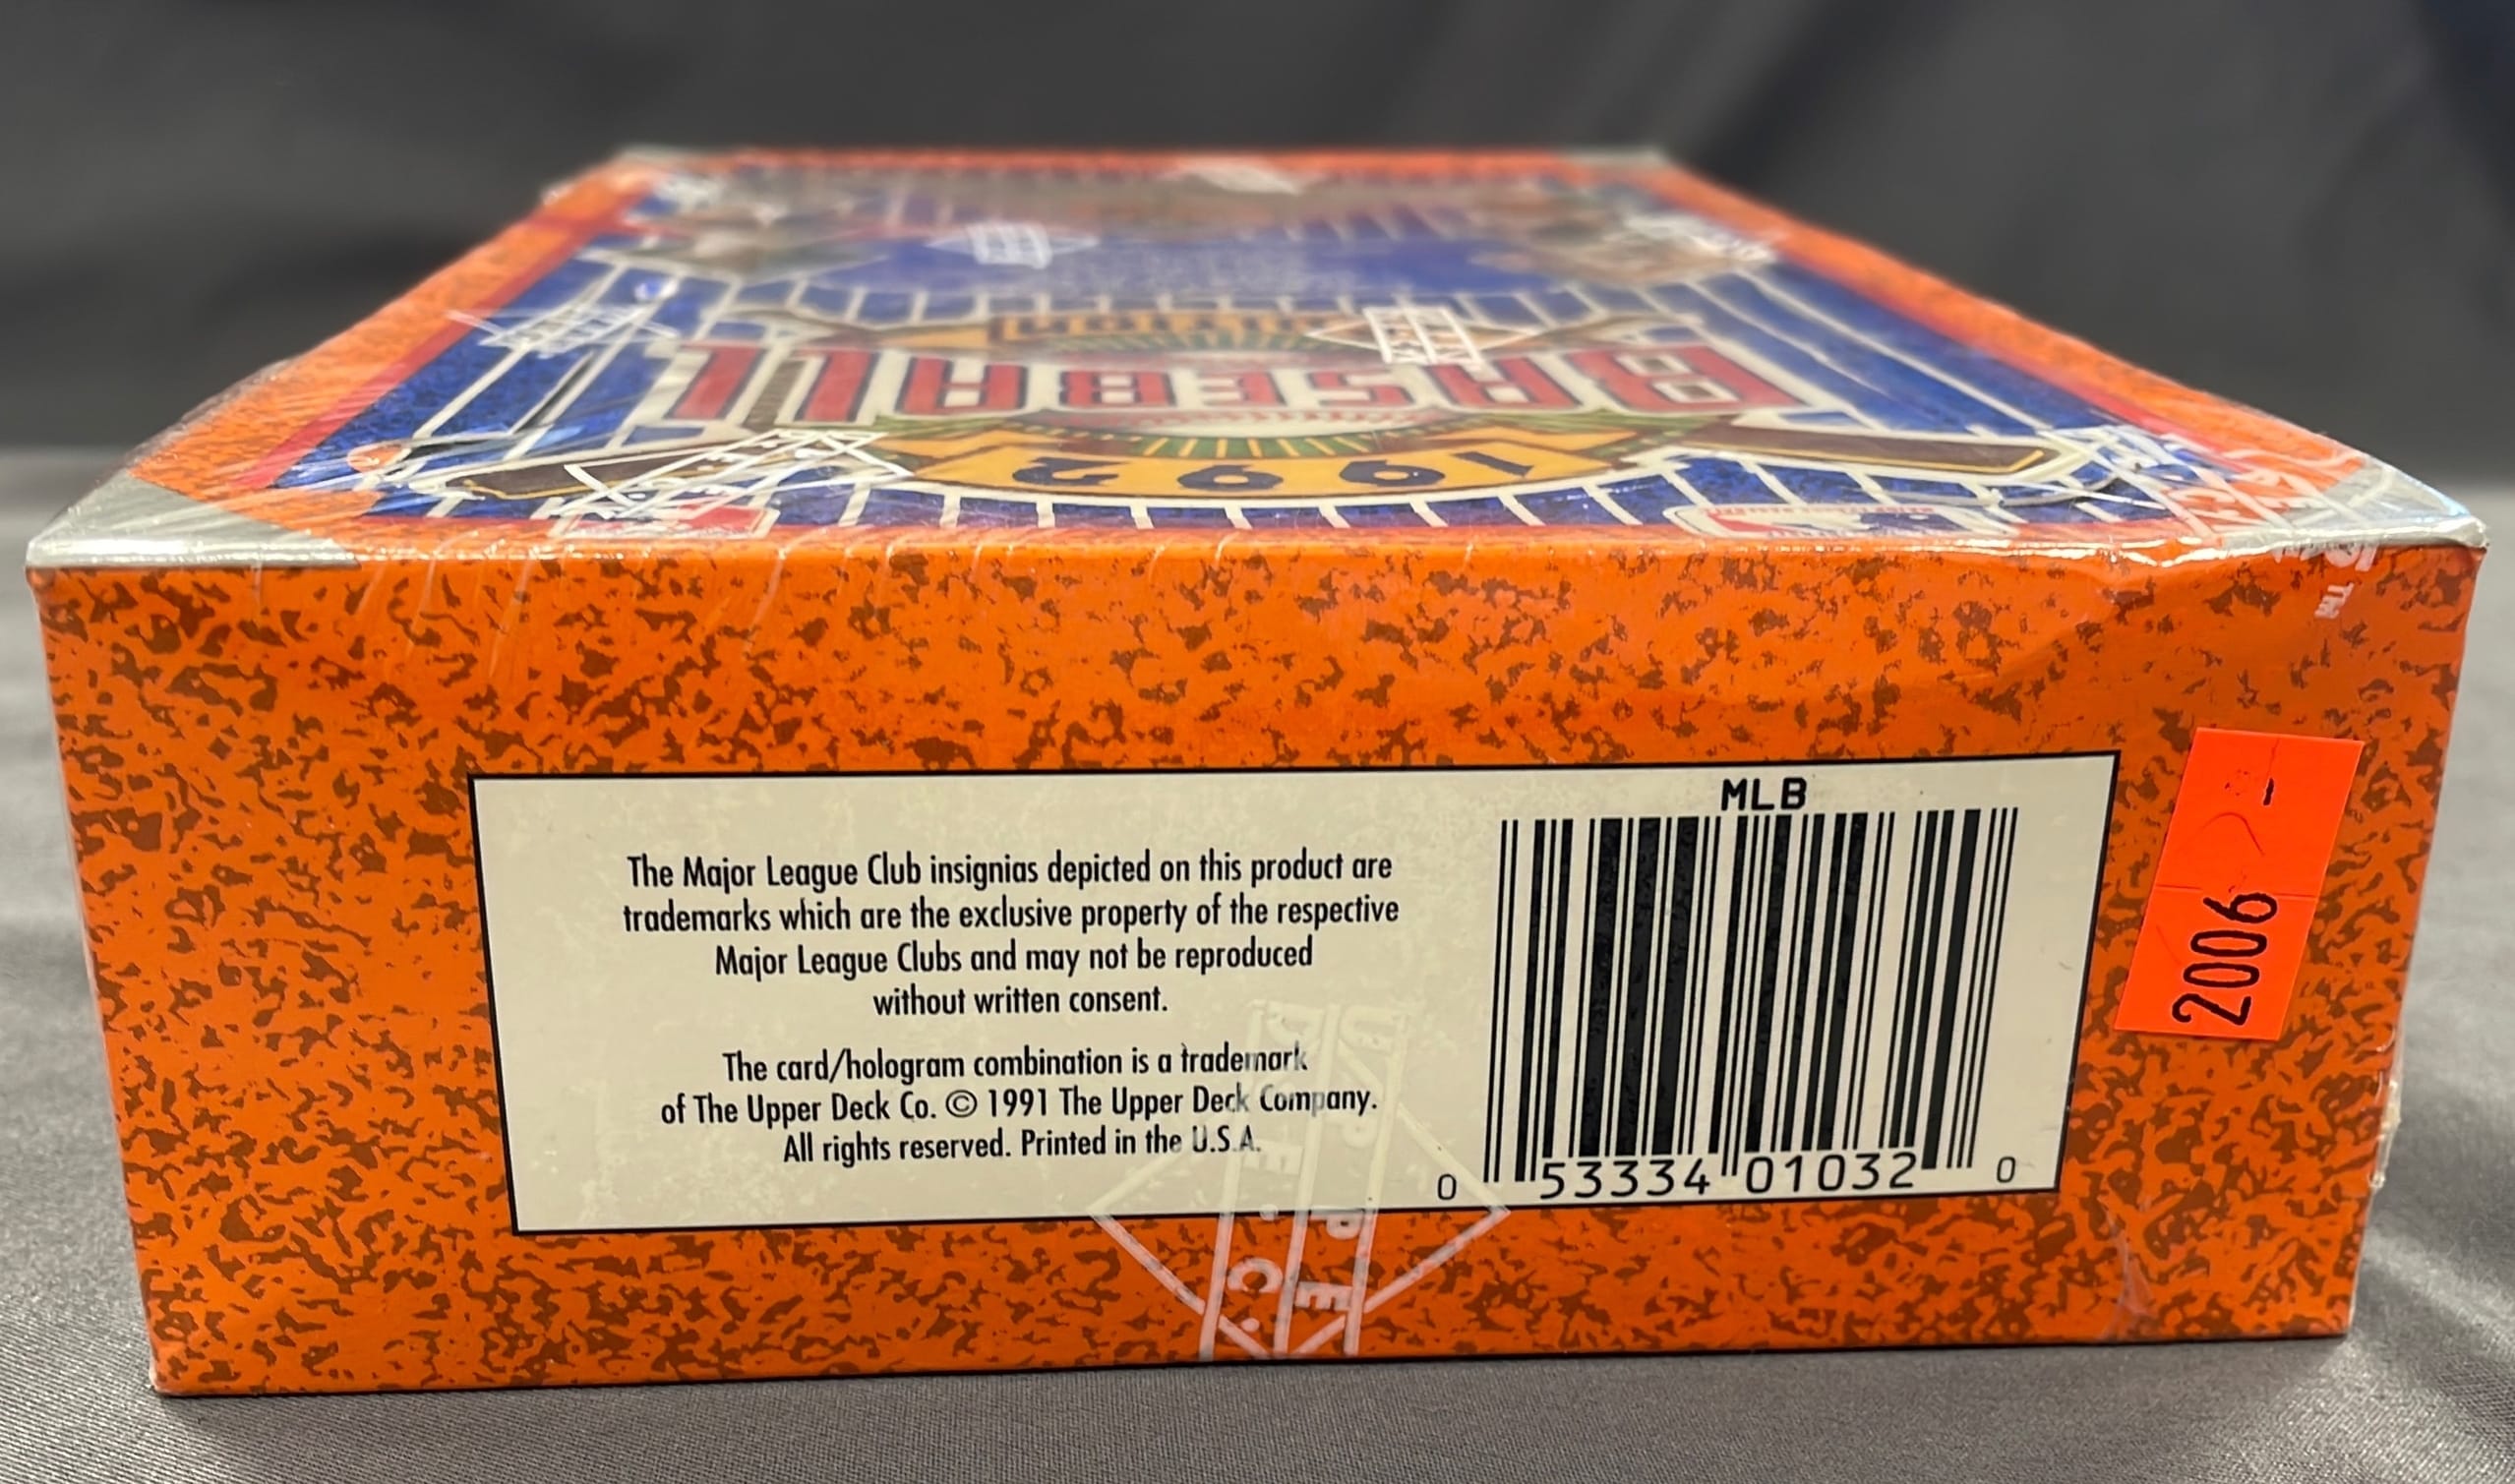 BASEBALL
1992
The Major League Club insignias depicted on this product are
trademarks which are the exclusive property of the respective
Major League Clubs and may not be reproduced
without written consent.
The card/hologram combination is a trademark
of The Upper Deck Co. © 1991 The Upper Deck Company.
All rights reserved. Printed in the U.S.A.
MLB
0 53334 01032 0
2006
TM